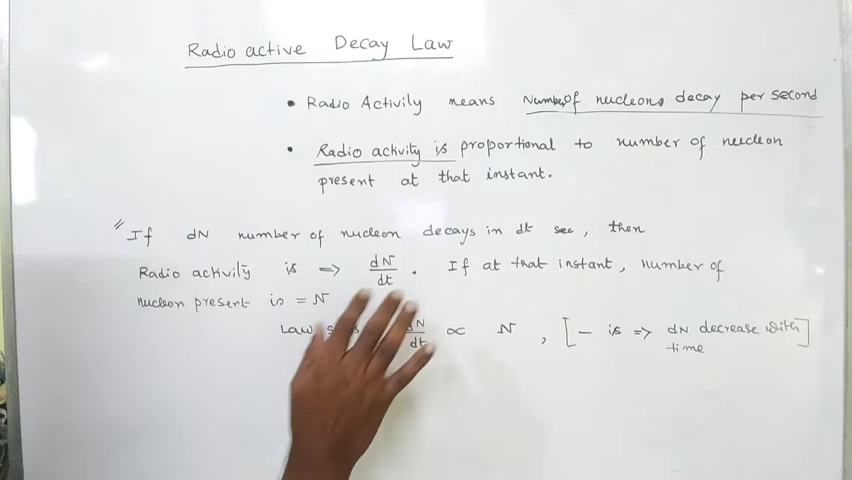 Radio active Decay Law
• Radio Activity means Number of nucleons decay per second
• Radio activity is proportional to number of neucleon
present at that instant.
" If dN number of nucleon decays in dt sec, then
Radio activity is ⇒ dN/dt . If at that instant, number of
nucleon present is = N
Law dN/dt ∝ N , [ − is ⇒ dN decrease with
time ]